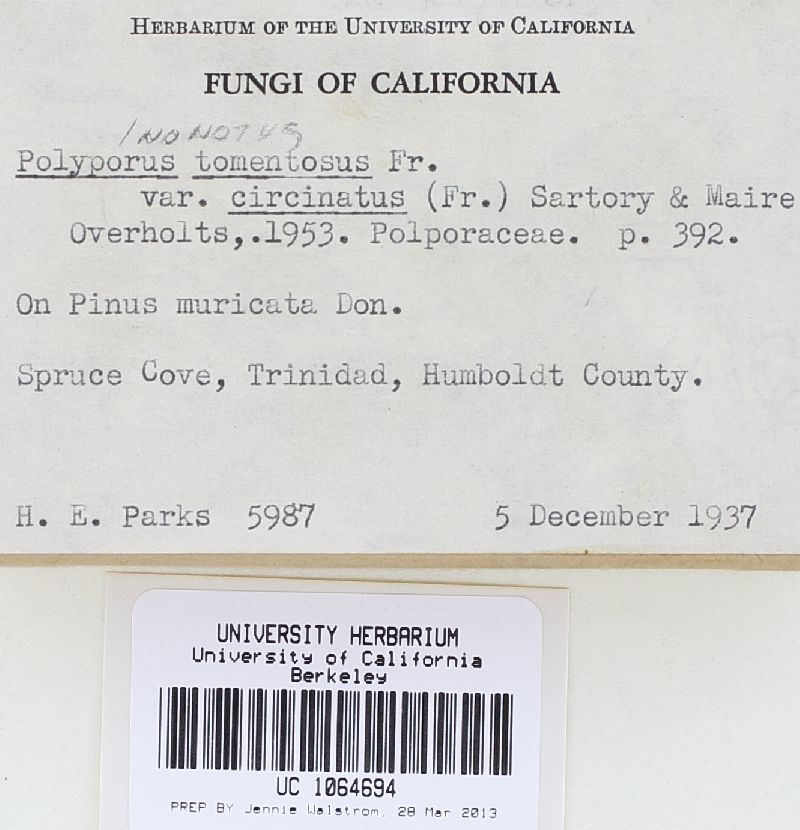 HERBARIUM OF THE UNIVERSITY OF CALIFORNIA
FUNGI OF CALIFORNIA
INONOTUS
Polyporus tomentosus Fr.
var. circinatus (Fr.) Sartory & Maire
Overholts,.1953. Polporaceae. p. 392.
On Pinus muricata Don.
Spruce Cove, Trinidad, Humboldt County.
H. E. Parks 5987 5 December 1937
UNIVERSITY HERBARIUM
University of California
Berkeley
UC 1064694
PREP BY Jennie Walstrom, 28 Mar 2013